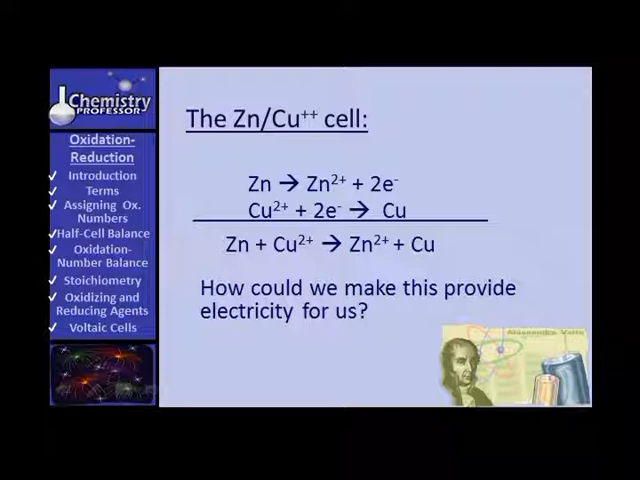 Chemistry
PROFESSOR
Oxidation-
Reduction
✓ Introduction
✓ Terms
✓ Assigning Ox.
Numbers
✓ Half-Cell Balance
✓ Oxidation-
Number Balance
✓ Stoichiometry
✓ Oxidizing and
Reducing Agents
✓ Voltaic Cells
The Zn/Cu⁺⁺ cell:
Zn → Zn²⁺ + 2e⁻
Cu²⁺ + 2e⁻ → Cu
Zn + Cu²⁺ → Zn²⁺ + Cu
How could we make this provide
electricity for us?
Alessandro Volta